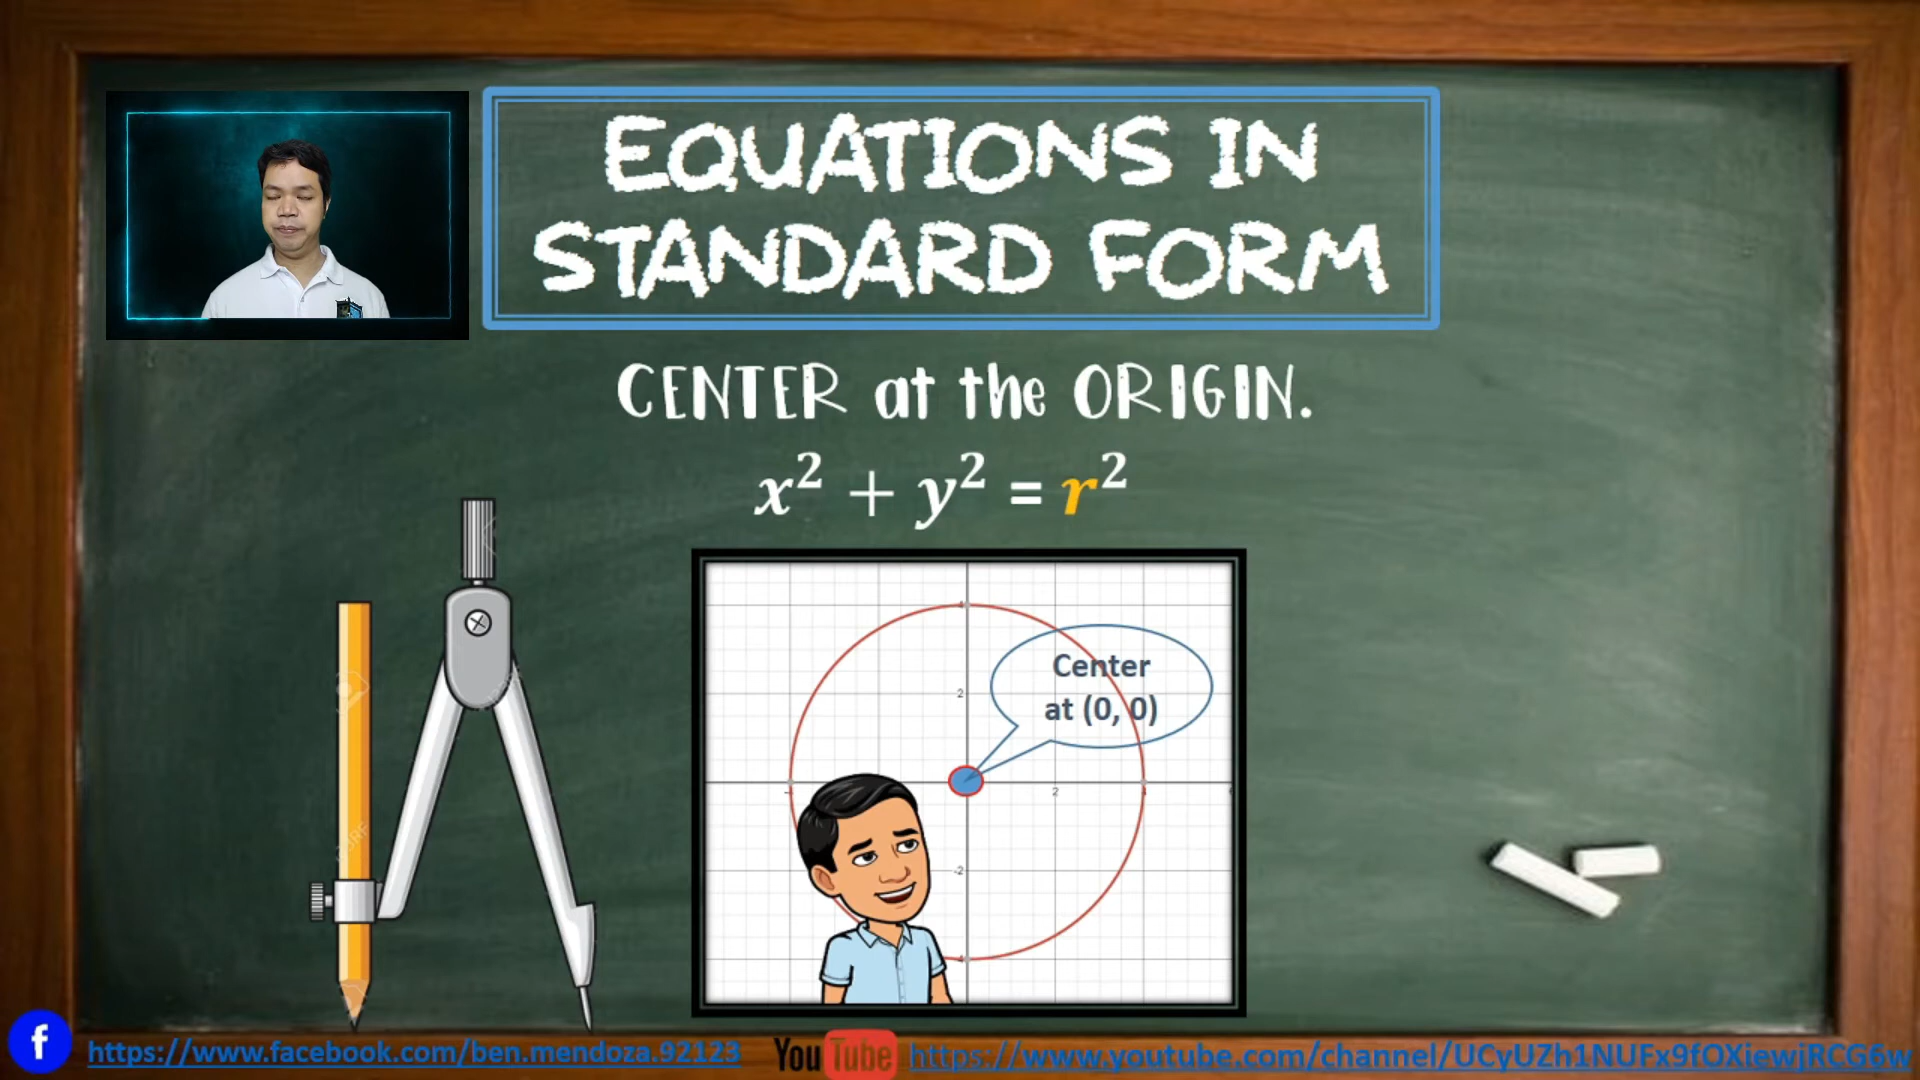 EQUATIONS IN
STANDARD FORM
CENTER at the ORIGIN.
x² + y² = r²
4
Center
at (0, 0)
2
2
-2
f
https://www.facebook.com/ben.mendoza.92123
YouTube
https://www.youtube.com/channel/UCyUZh1NUFx9fOXiewjRCG6w